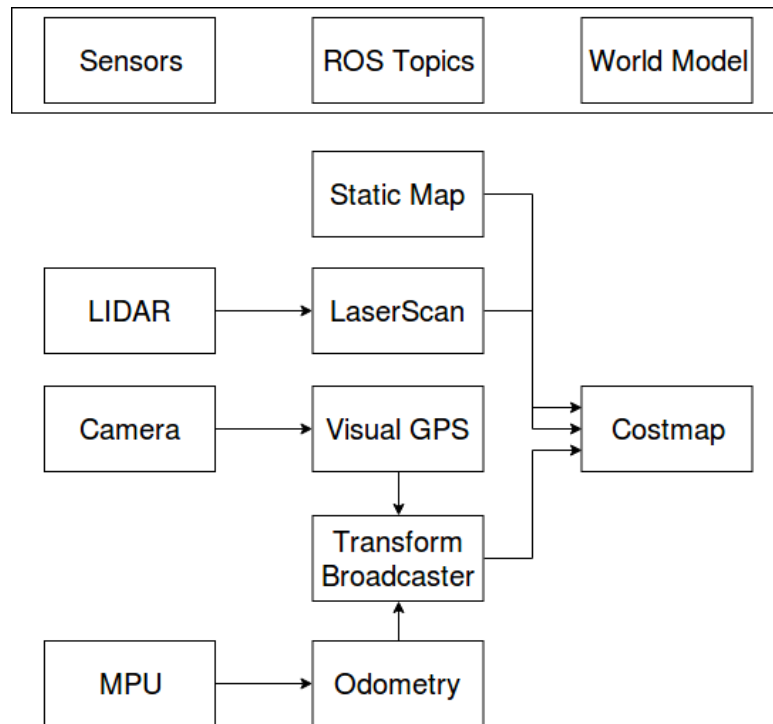 Sensors
ROS Topics
World Model
Static Map
LIDAR
LaserScan
Camera
Visual GPS
Costmap
Transform
Broadcaster
MPU
Odometry